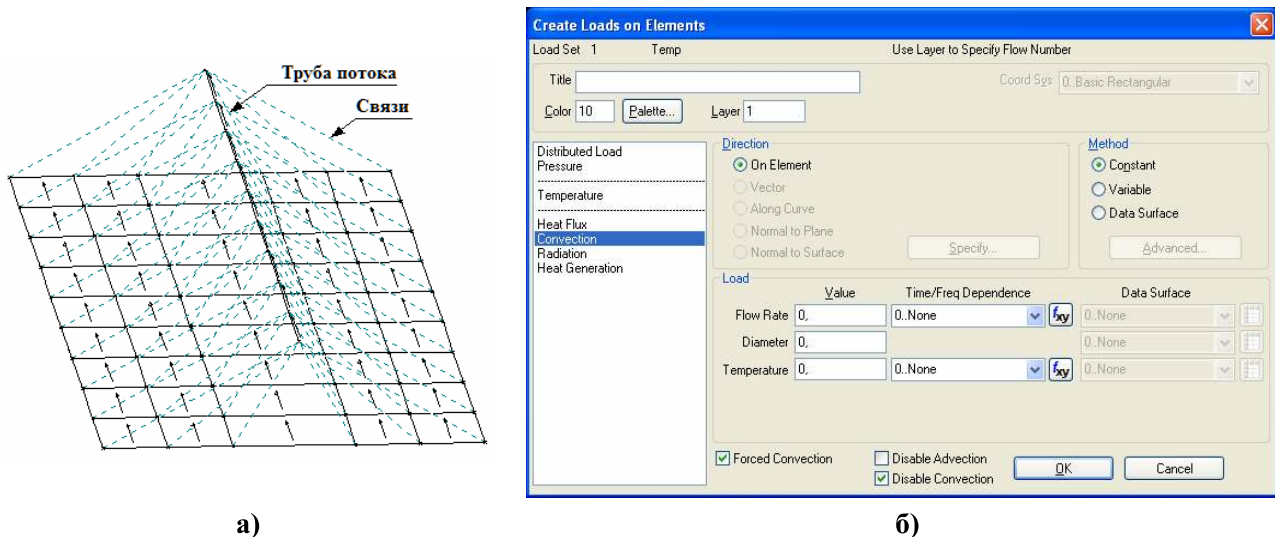 Труба потока
Связи
а)
Create Loads on Elements
Load Set 1 Temp Use Layer to Specify Flow Number
Title Coord Sys 0..Basic Rectangular
Color 10 Palette... Layer 1
Distributed Load
Pressure
Temperature
Heat Flux
Convection
Radiation
Heat Generation
Direction
On Element
Vector
Along Curve
Normal to Plane
Normal to Surface
Specify...
Method
Constant
Variable
Data Surface
Advanced...
Load
Value Time/Freq Dependence Data Surface
Flow Rate 0, 0..None fxy 0..None
Diameter 0, 0..None
Temperature 0, 0..None fxy 0..None
Forced Convection
Disable Advection
Disable Convection
OK Cancel
б)